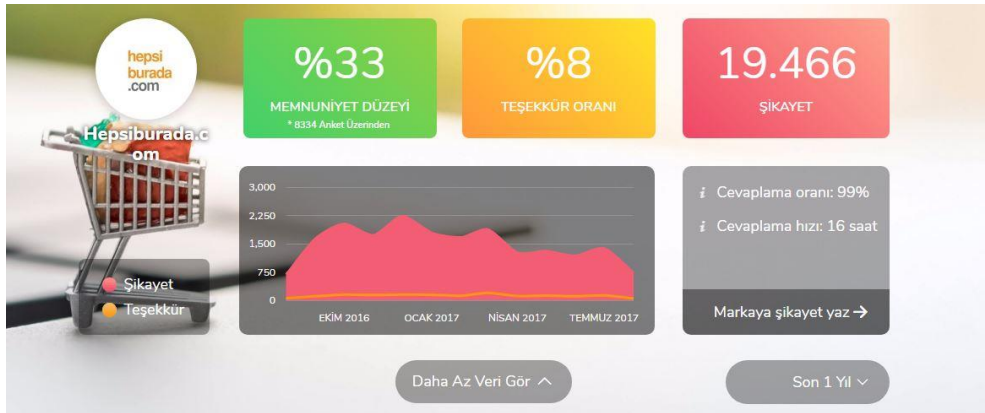 hepsi
burada
.com
Hepsiburada.c
om
%33
MEMNUNİYET DÜZEYİ
* 8334 Anket Üzerinden
%8
TEŞEKKÜR ORANI
19.466
ŞİKAYET
Şikayet
Teşekkür
3,000
2,250
1,500
750
0
EKİM 2016 OCAK 2017 NİSAN 2017 TEMMUZ 2017
i Cevaplama oranı: 99%
i Cevaplama hızı: 16 saat
Markaya şikayet yaz →
Daha Az Veri Gör
Son 1 Yıl